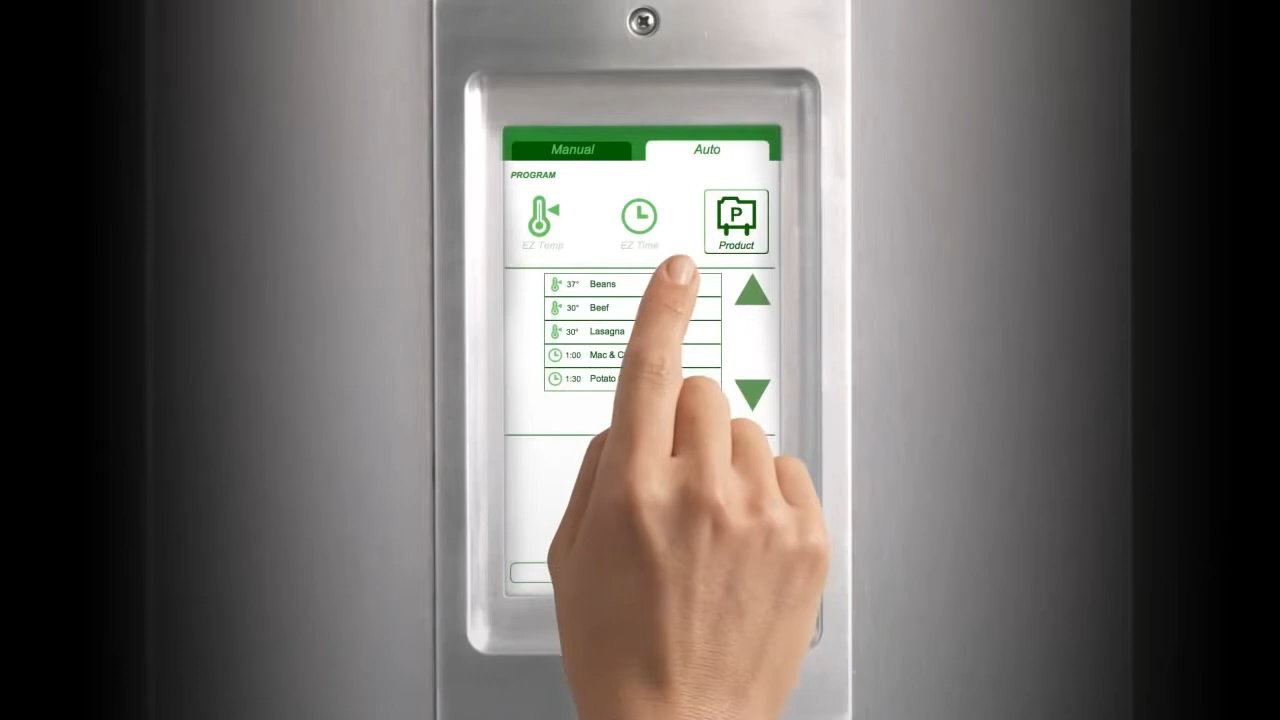 Manual Auto
PROGRAM
EZ Temp EZ Time P Product
37° Beans
30° Beef
30° Lasagna
1:00 Mac & C
1:30 Potato